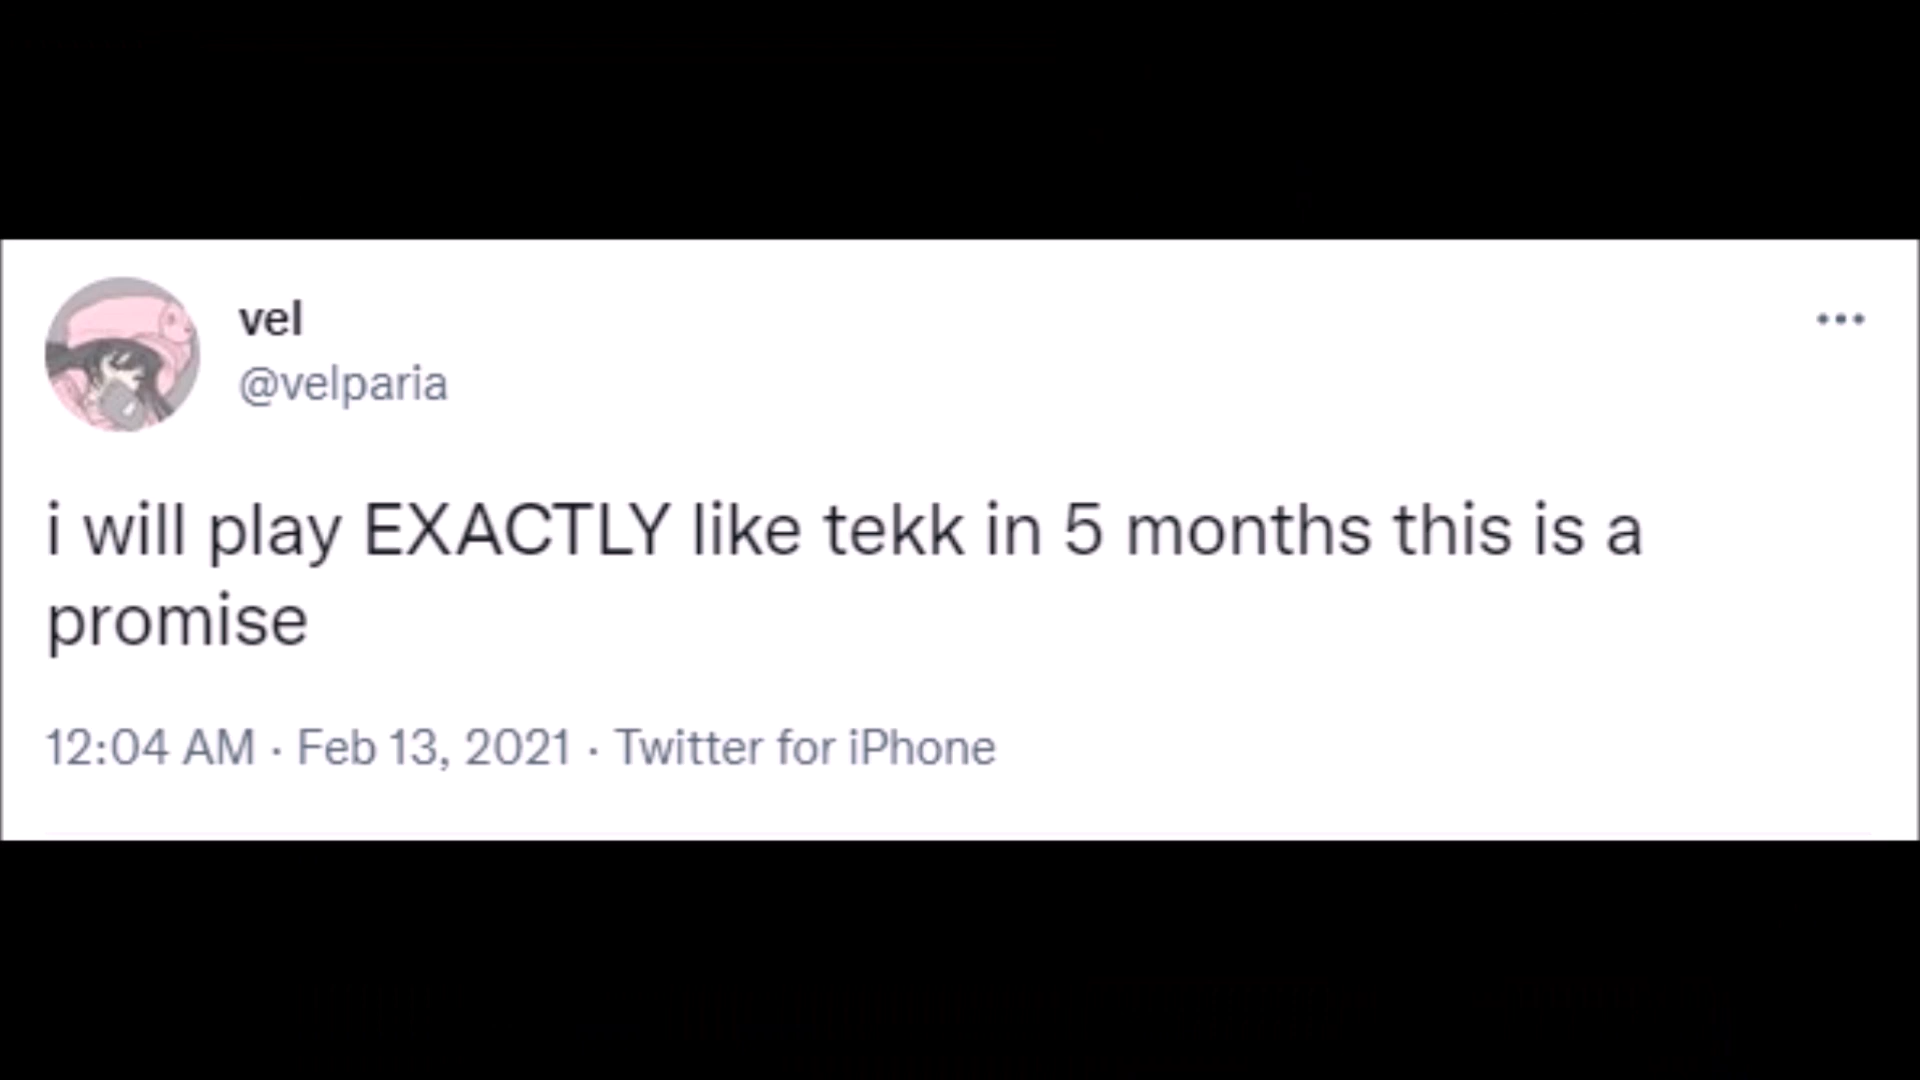 vel
@velparia
i will play EXACTLY like tekk in 5 months this is a
promise
12:04 AM · Feb 13, 2021 · Twitter for iPhone